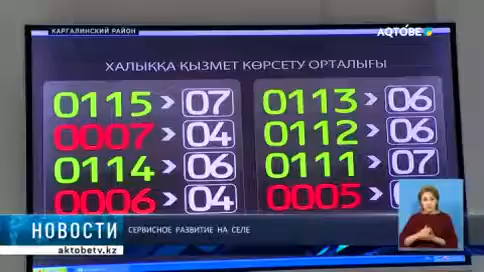 КАРГАЛИНСКИЙ РАЙОН
AQTÓBE
ХАЛЫҚҚА ҚЫЗМЕТ КӨРСЕТУ ОРТАЛЫҒЫ
0115 > 07
0007 > 04
0114 > 06
0006 > 04
0113 > 06
0112 > 06
0111 > 07
0005 >
НОВОСТИ
СЕРВИСНОЕ РАЗВИТИЕ НА СЕЛЕ
aktobetv.kz